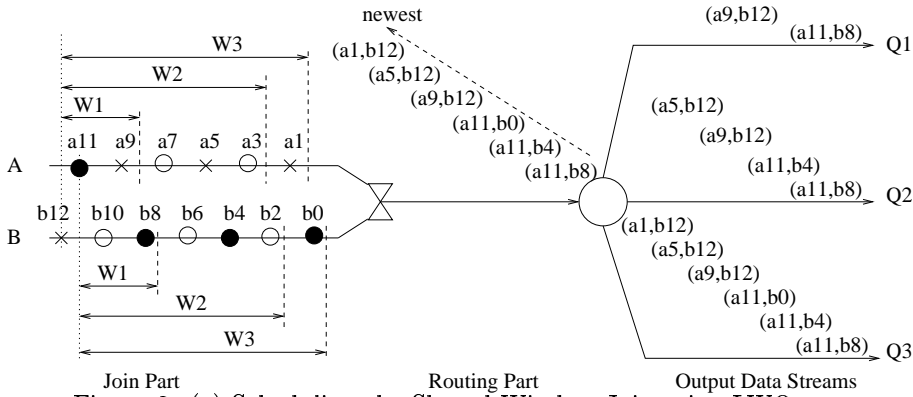 newest
(a9,b12)
(a11,b8)
Q1
W3
(a1,b12)
W2
(a5,b12)
(a9,b12)
(a5,b12)
W1
(a11,b0)
(a9,b12)
a11 a9 a7 a5 a3 a1
(a11,b4)
(a11,b4)
A
(a11,b8)
(a11,b8)
Q2
b12 b10 b8 b6 b4 b2 b0
(a1,b12)
B
(a5,b12)
W1
(a9,b12)
W2
(a11,b0)
(a11,b4)
W3
(a11,b8)
Q3
Join Part Routing Part Output Data Streams